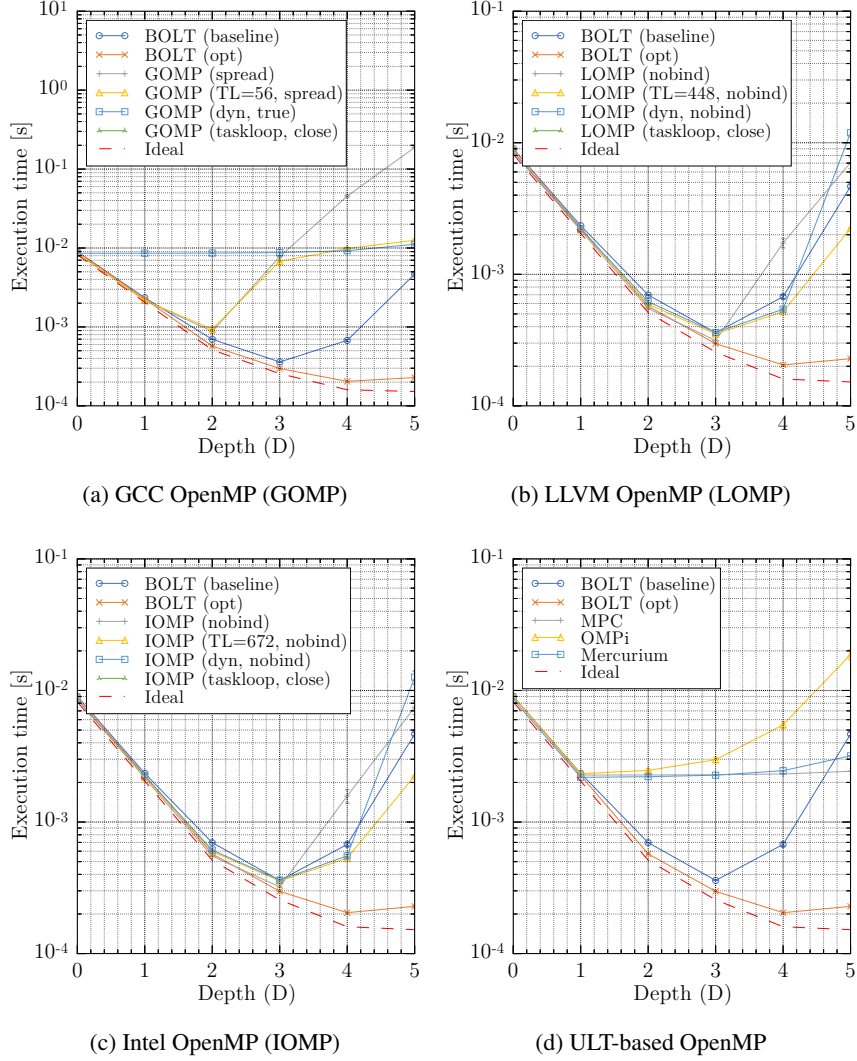 10^1
10^0
10^-1
10^-2
10^-3
10^-4
Execution time [s]
BOLT (baseline)
BOLT (opt)
GOMP (spread)
GOMP (TL=56, spread)
GOMP (dyn, true)
GOMP (taskloop, close)
Ideal
0 1 2 3 4 5
Depth (D)
(a) GCC OpenMP (GOMP)
10^-1
10^-2
10^-3
10^-4
Execution time [s]
BOLT (baseline)
BOLT (opt)
LOMP (nobind)
LOMP (TL=448, nobind)
LOMP (dyn, nobind)
LOMP (taskloop, close)
Ideal
0 1 2 3 4 5
Depth (D)
(b) LLVM OpenMP (LOMP)
10^-1
10^-2
10^-3
10^-4
Execution time [s]
BOLT (baseline)
BOLT (opt)
IOMP (nobind)
IOMP (TL=672, nobind)
IOMP (dyn, nobind)
IOMP (taskloop, close)
Ideal
0 1 2 3 4 5
Depth (D)
(c) Intel OpenMP (IOMP)
10^-1
10^-2
10^-3
10^-4
Execution time [s]
BOLT (baseline)
BOLT (opt)
MPC
OMPi
Mercurium
Ideal
0 1 2 3 4 5
Depth (D)
(d) ULT-based OpenMP